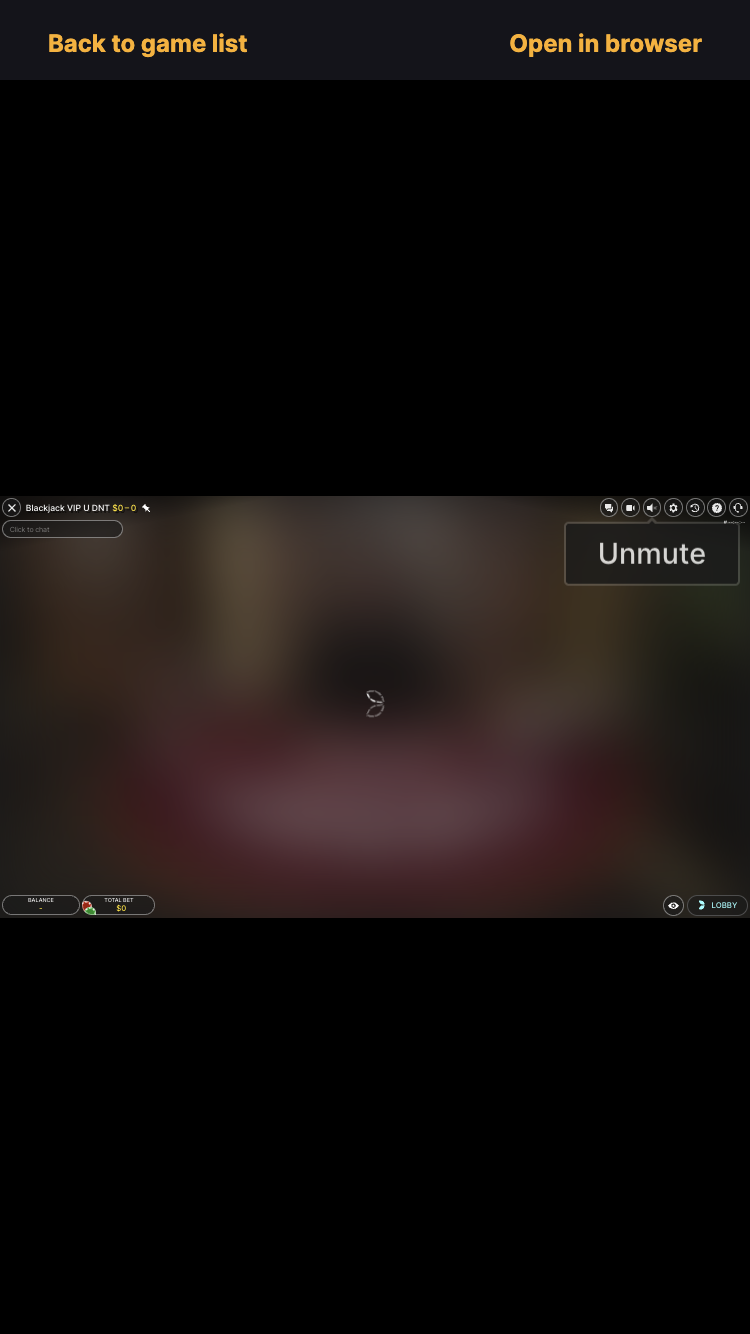 Back to game list
Open in browser
Blackjack VIP U DNT $0–0
Click to chat
Unmute
BALANCE
-
TOTAL BET
$0
LOBBY